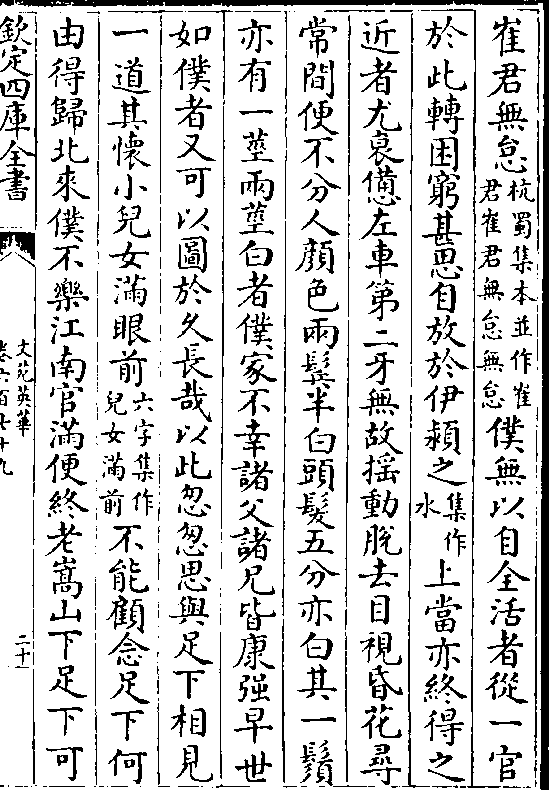 崔君無怠杭蜀集本並作崔君崔君無怠無怠僕無以自全活者從一官
於此轉困窮甚思自放於伊潁之集作水上當亦終得之
近者尤衰憊左車第二牙無故揺動脱去目視昏花尋
常間便不分人顔色兩鬂半白頭髮五分亦白其一鬚
亦有一莖兩莖白者僕家不幸諸父諸兄皆康强早世
如僕者又可以圖於久長哉以此忽忽思與足下相見
一道其懷小兒女滿眼前六字集作兒女滿前不能顧念足下何
由得歸北來僕不樂江南官滿便終老嵩山下足下可
欽定四庫全書
文苑英華
卷六百七十九
二十